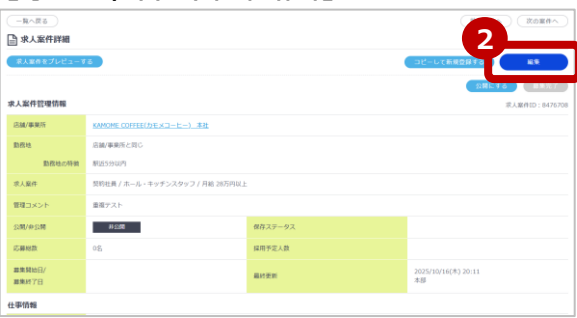 一覧へ戻る
次の案件へ
求人案件詳細
2
求人案件をプレビューする
コピーして新規登録する
編集
公開にする
募集終了
求人案件管理情報
求人案件ID：8476708
店舗/事業所
KAMOME COFFEE(カモメコーヒー) 本社
勤務地
店舗/事業所と同じ
勤務地の特徴
駅近5分以内
求人案件
契約社員 / ホール・キッチンスタッフ / 月給 28万円以上
管理コメント
重複テスト
公開/非公開
非公開
保存ステータス
応募総数
0名
採用予定人数
募集開始日/
募集終了日
最終更新
2025/10/16(木) 20:11
本部
仕事情報